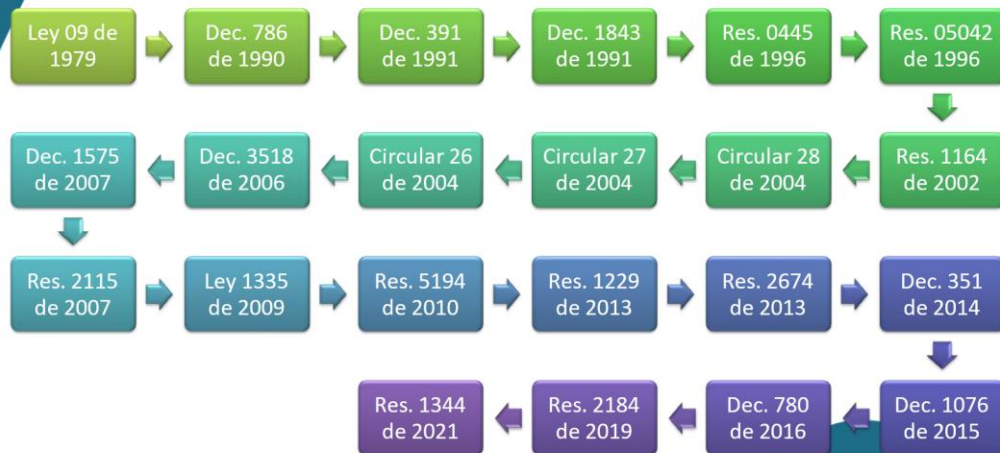 Ley 09 de
1979
Dec. 786
de 1990
Dec. 391
de 1991
Dec. 1843
de 1991
Res. 0445
de 1996
Res. 05042
de 1996
Res. 1164
de 2002
Circular 28
de 2004
Circular 27
de 2004
Circular 26
de 2004
Dec. 3518
de 2006
Dec. 1575
de 2007
Res. 2115
de 2007
Ley 1335
de 2009
Res. 5194
de 2010
Res. 1229
de 2013
Res. 2674
de 2013
Dec. 351
de 2014
Dec. 1076
de 2015
Dec. 780
de 2016
Res. 2184
de 2019
Res. 1344
de 2021